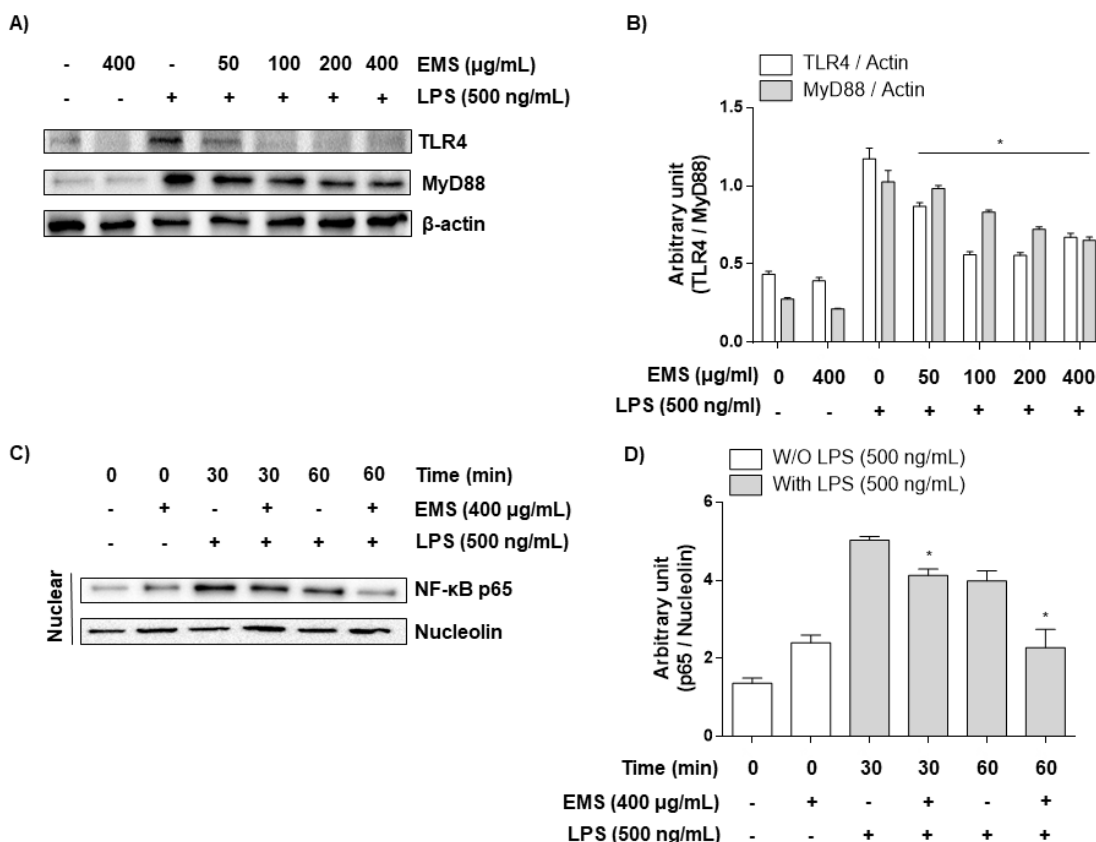 A)
- 400 - 50 100 200 400 EMS (µg/mL)
- - + + + + + LPS (500 ng/mL)
TLR4
MyD88
β-actin
B)
TLR4 / Actin
MyD88 / Actin
Arbitrary unit
(TLR4 / MyD88)
1.5
1.0
0.5
0.0
*
EMS (µg/ml) 0 400 0 50 100 200 400
LPS (500 ng/ml) - - + + + + +
C)
0 0 30 30 60 60 Time (min)
- + - + - + EMS (400 µg/mL)
- - + + + + LPS (500 ng/mL)
Nuclear
NF-κB p65
Nucleolin
D)
W/O LPS (500 ng/mL)
With LPS (500 ng/mL)
Arbitrary unit
(p65 / Nucleolin)
6
4
2
0
*
*
Time (min) 0 0 30 30 60 60
EMS (400 µg/mL) - + - + - +
LPS (500 ng/mL) - - + + + +